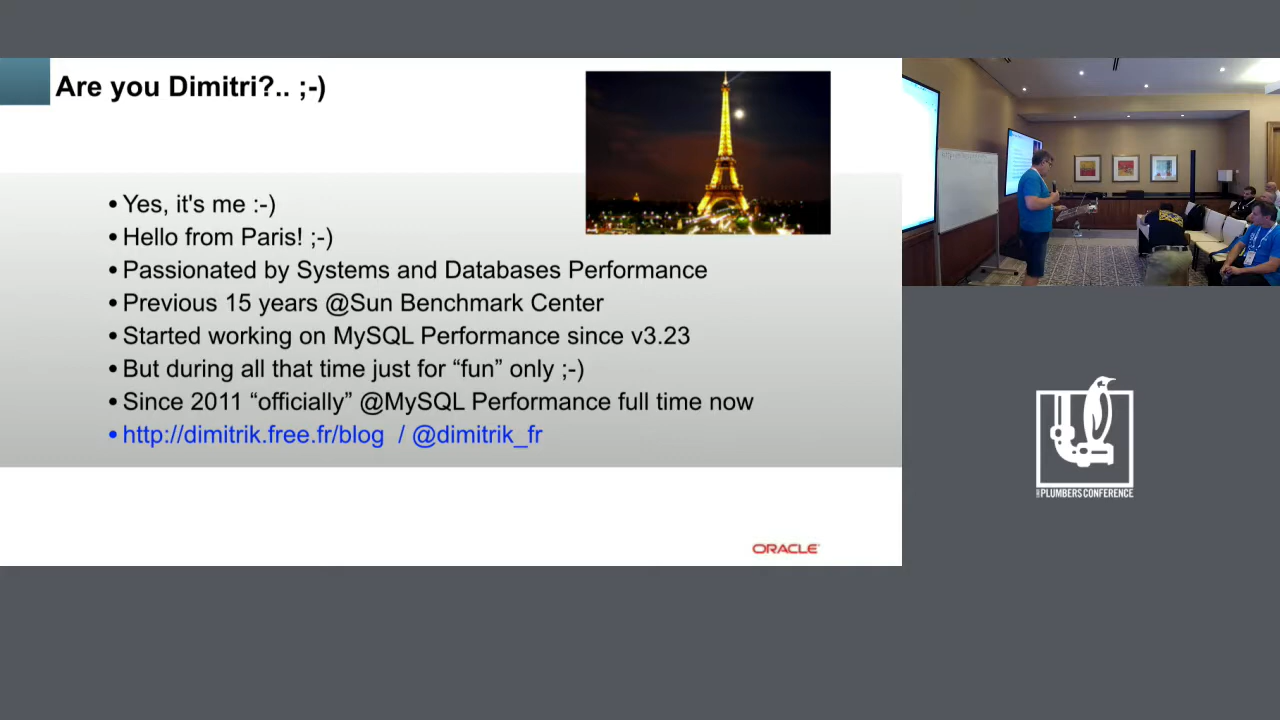 Are you Dimitri?.. ;-)
• Yes, it's me :-)
• Hello from Paris! ;-)
• Passionated by Systems and Databases Performance
• Previous 15 years @Sun Benchmark Center
• Started working on MySQL Performance since v3.23
• But during all that time just for “fun” only ;-)
• Since 2011 “officially” @MySQL Performance full time now
• http://dimitrik.free.fr/blog / @dimitrik_fr
ORACLE
PLUMBERS CONFERENCE